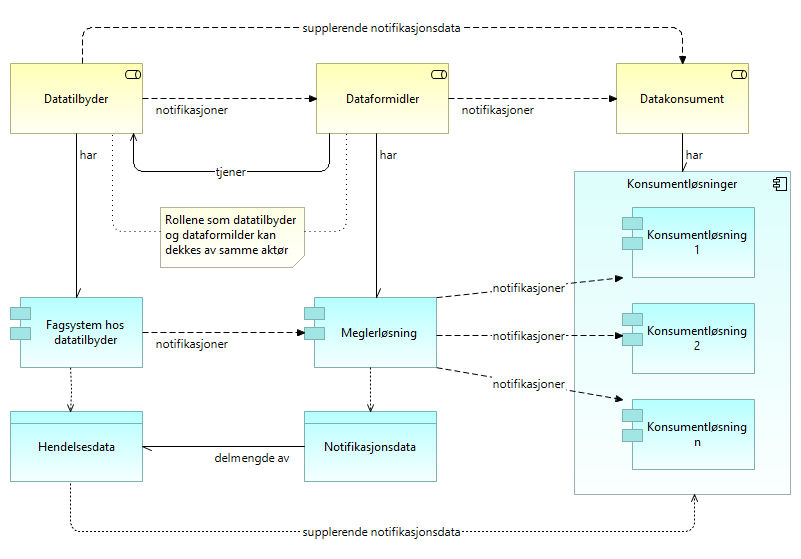 supplerende notifikasjonsdata
Datatilbyder
Dataformidler
Datakonsument
notifikasjoner
notifikasjoner
har
har
har
tjener
Konsumentløsninger
Rollene som datatilbyder
og dataformilder kan
dekkes av samme aktør
Konsumentløsning
1
notifikasjoner
Fagsystem hos
datatilbyder
Meglerløsning
notifikasjoner
notifikasjoner
Konsumentløsning
2
notifikasjoner
Konsumentløsning
n
Hendelsesdata
Notifikasjonsdata
delmengde av
supplerende notifikasjonsdata